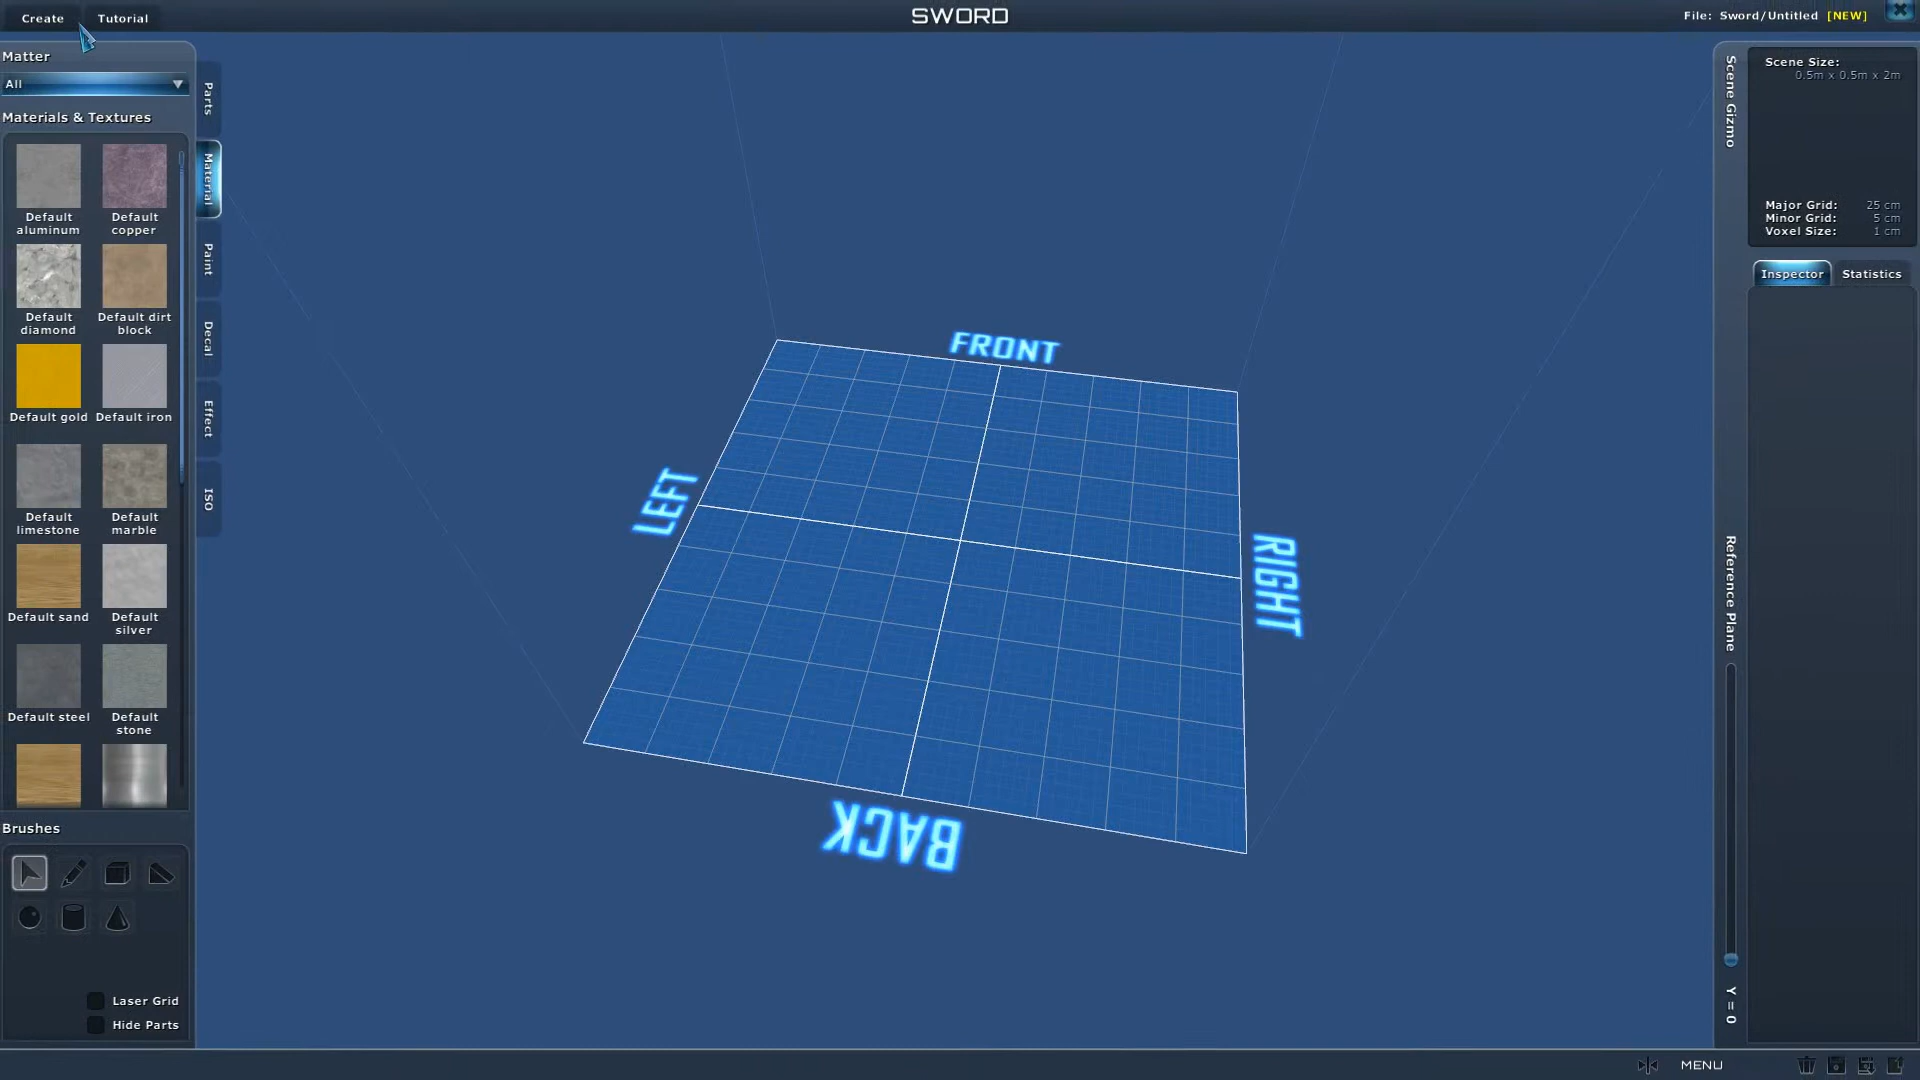 Create
Tutorial
SWORD
File: Sword/Untitled [NEW]
Matter
All
Materials & Textures
Default aluminum
Default copper
Default diamond
Default dirt block
Default gold
Default iron
Default limestone
Default marble
Default sand
Default silver
Default steel
Default stone
Brushes
Laser Grid
Hide Parts
Parts
Material
Paint
Decal
Effect
ISO
FRONT
LEFT
RIGHT
BACK
Scene Gizmo
Scene Size:
0.5m x 0.5m x 2m
Major Grid: 25 cm
Minor Grid: 5 cm
Voxel Size: 1 cm
Inspector
Statistics
Reference Plane
Y = 0
MENU